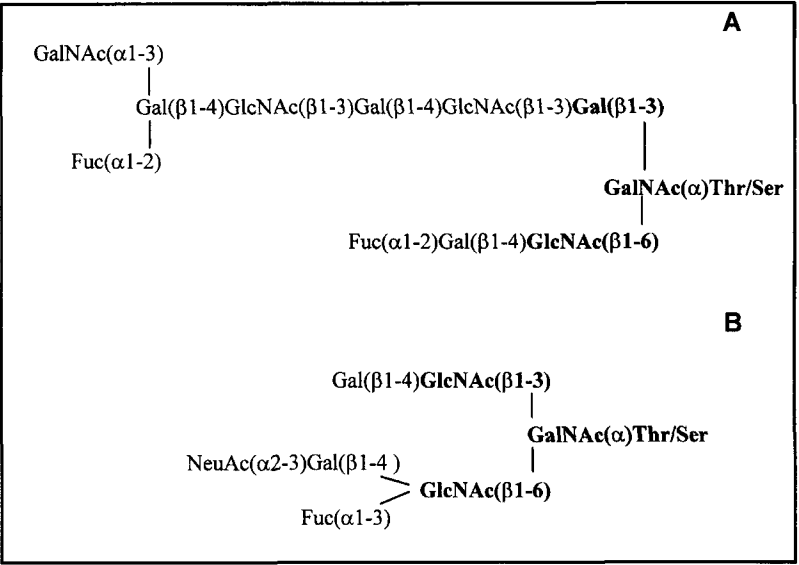 A
GalNAc(α1-3)
Gal(β1-4)GlcNAc(β1-3)Gal(β1-4)GlcNAc(β1-3)Gal(β1-3)
Fuc(α1-2)
GalNAc(α)Thr/Ser
Fuc(α1-2)Gal(β1-4)GlcNAc(β1-6)
B
Gal(β1-4)GlcNAc(β1-3)
GalNAc(α)Thr/Ser
NeuAc(α2-3)Gal(β1-4 )
GlcNAc(β1-6)
Fuc(α1-3)